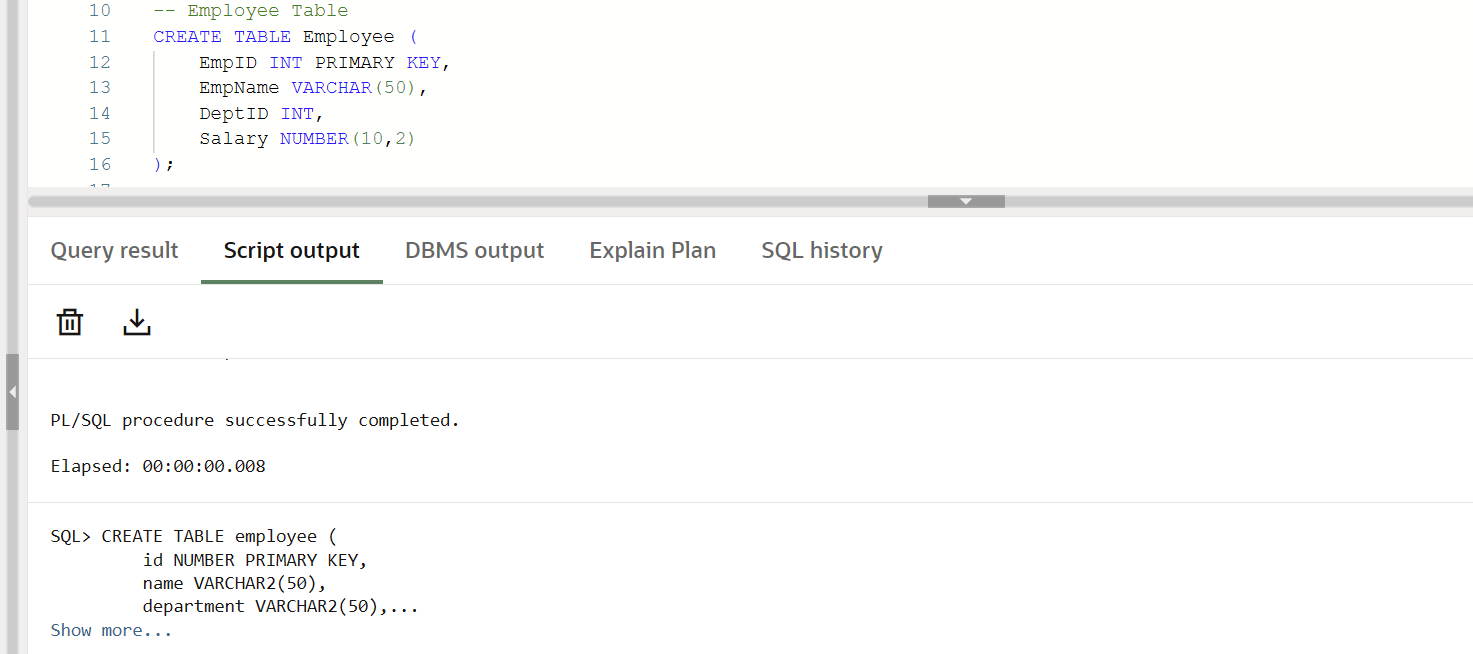 10 -- Employee Table
11 CREATE TABLE Employee (
12 EmpID INT PRIMARY KEY,
13 EmpName VARCHAR(50),
14 DeptID INT,
15 Salary NUMBER(10,2)
16 );
Query result Script output DBMS output Explain Plan SQL history
PL/SQL procedure successfully completed.
Elapsed: 00:00:00.008
SQL> CREATE TABLE employee (
id NUMBER PRIMARY KEY,
name VARCHAR2(50),
department VARCHAR2(50),...
Show more...